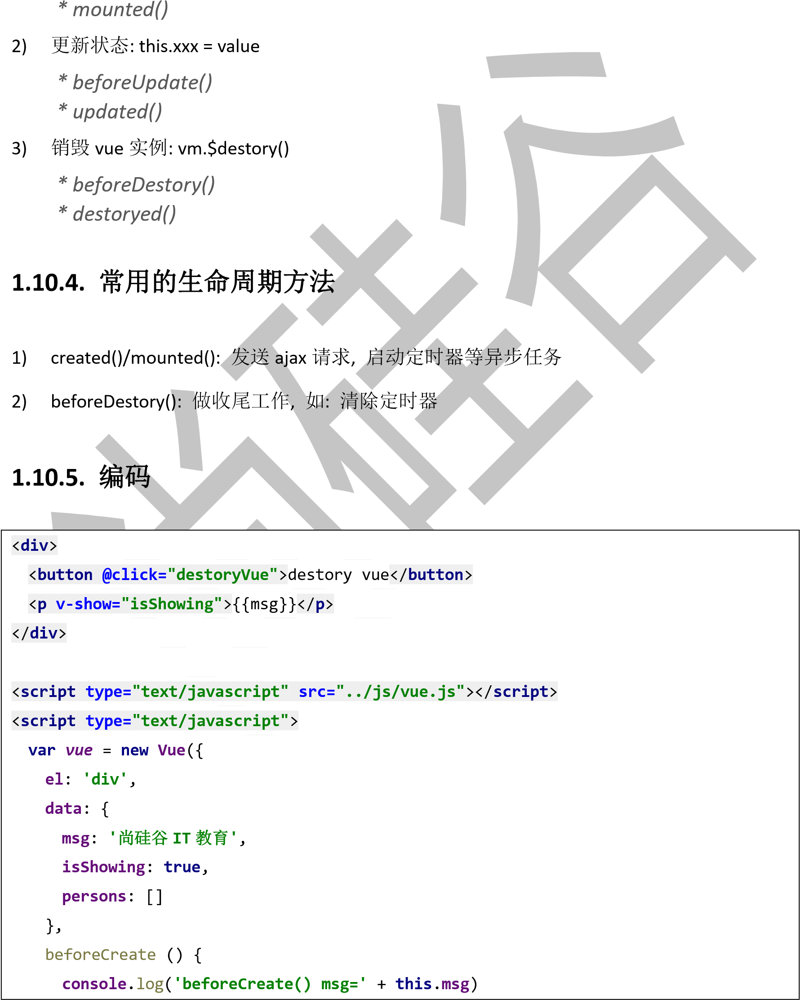 * mounted()
2) 更新状态: this.xxx = value
* beforeUpdate()
* updated()
3) 销毁 vue 实例: vm.$destory()
* beforeDestory()
* destoryed()
1.10.4. 常用的生命周期方法
1) created()/mounted(): 发送 ajax 请求, 启动定时器等异步任务
2) beforeDestory(): 做收尾工作, 如: 清除定时器
1.10.5. 编码
<div>
  <button @click="destoryVue">destory vue</button>
  <p v-show="isShowing">{{msg}}</p>
</div>
<script type="text/javascript" src="../js/vue.js"></script>
<script type="text/javascript">
  var vue = new Vue({
    el: 'div',
    data: {
      msg: '尚硅谷 IT 教育',
      isShowing: true,
      persons: []
    },
    beforeCreate () {
      console.log('beforeCreate() msg=' + this.msg)